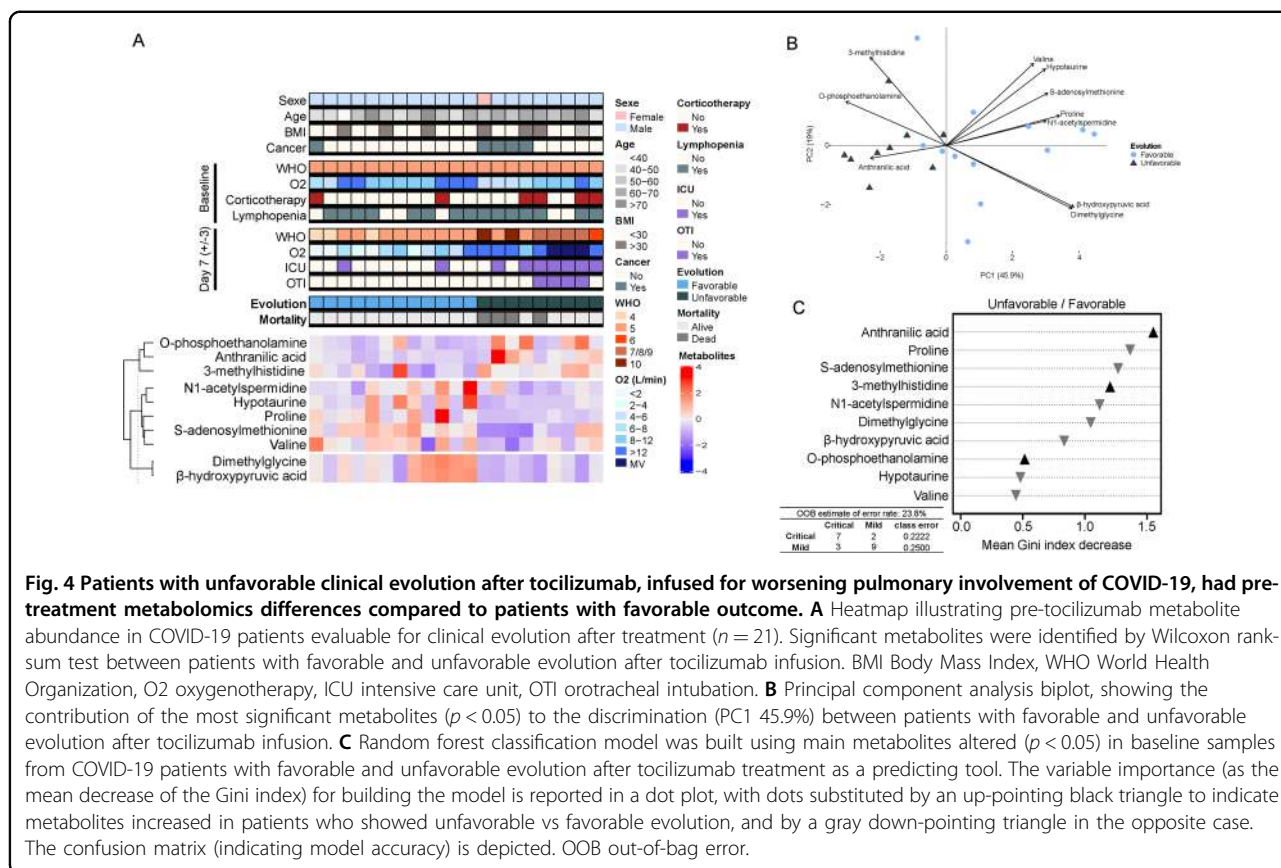 A
Sexe
Age
BMI
Cancer
Baseline
WHO
O2
Corticotherapy
Lymphopenia
Day 7 (+/-3)
WHO
O2
ICU
OTI
Evolution
Mortality
O-phosphoethanolamine
Anthranilic acid
3-methylhistidine
N1-acetylspermidine
Hypotaurine
Proline
S-adenosylmethionine
Valine
Dimethylglycine
β-hydroxypyruvic acid
Sexe
Female
Male
Age
<40
40-50
50-60
60-70
>70
BMI
<30
>30
Cancer
No
Yes
WHO
4
5
6
7/8/9
10
O2 (L/min)
<2
2-4
4-6
6-8
8-12
>12
MV
Corticotherapy
No
Yes
Lymphopenia
No
Yes
ICU
No
Yes
OTI
No
Yes
Evolution
Favorable
Unfavorable
Mortality
Alive
Dead
Metabolites
4
2
0
-2
-4
B
3-methylhistidine
O-phosphoethanolamine
Anthranilic acid
Valine
Hypotaurine
S-adenosylmethionine
Proline
N1-acetylspermidine
β-hydroxypyruvic acid
Dimethylglycine
PC2 (19%)
2
0
-2
-2
0
2
4
PC1 (45.9%)
Evolution
Favorable
Unfavorable
C
Unfavorable / Favorable
Anthranilic acid
Proline
S-adenosylmethionine
3-methylhistidine
N1-acetylspermidine
Dimethylglycine
β-hydroxypyruvic acid
O-phosphoethanolamine
Hypotaurine
Valine
0.0 0.5 1.0 1.5
Mean Gini index decrease
OOB estimate of error rate: 23.8%
Critical Mild class error
Critical 7 2 0.2222
Mild 3 9 0.2500
Fig. 4 Patients with unfavorable clinical evolution after tocilizumab, infused for worsening pulmonary involvement of COVID-19, had pre-
treatment metabolomics differences compared to patients with favorable outcome. A Heatmap illustrating pre-tocilizumab metabolite
abundance in COVID-19 patients evaluable for clinical evolution after treatment (n = 21). Significant metabolites were identified by Wilcoxon rank-
sum test between patients with favorable and unfavorable evolution after tocilizumab infusion. BMI Body Mass Index, WHO World Health
Organization, O2 oxygenotherapy, ICU intensive care unit, OTI orotracheal intubation. B Principal component analysis biplot, showing the
contribution of the most significant metabolites (p < 0.05) to the discrimination (PC1 45.9%) between patients with favorable and unfavorable
evolution after tocilizumab infusion. C Random forest classification model was built using main metabolites altered (p < 0.05) in baseline samples
from COVID-19 patients with favorable and unfavorable evolution after tocilizumab treatment as a predicting tool. The variable importance (as the
mean decrease of the Gini index) for building the model is reported in a dot plot, with dots substituted by an up-pointing black triangle to indicate
metabolites increased in patients who showed unfavorable vs favorable evolution, and by a gray down-pointing triangle in the opposite case.
The confusion matrix (indicating model accuracy) is depicted. OOB out-of-bag error.